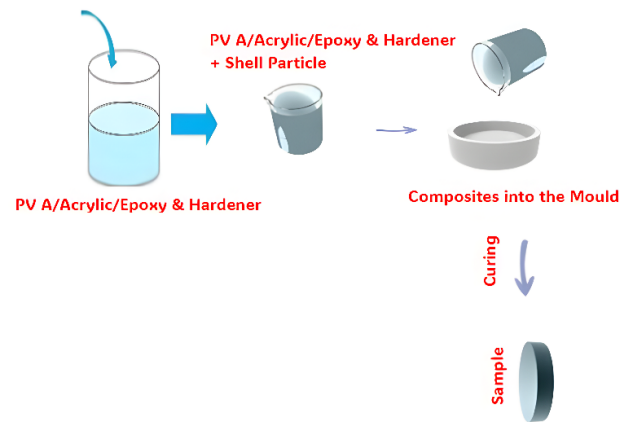 PV A/Acrylic/Epoxy & Hardener
+ Shell Particle
PV A/Acrylic/Epoxy & Hardener
Composites into the Mould
Curing
Sample